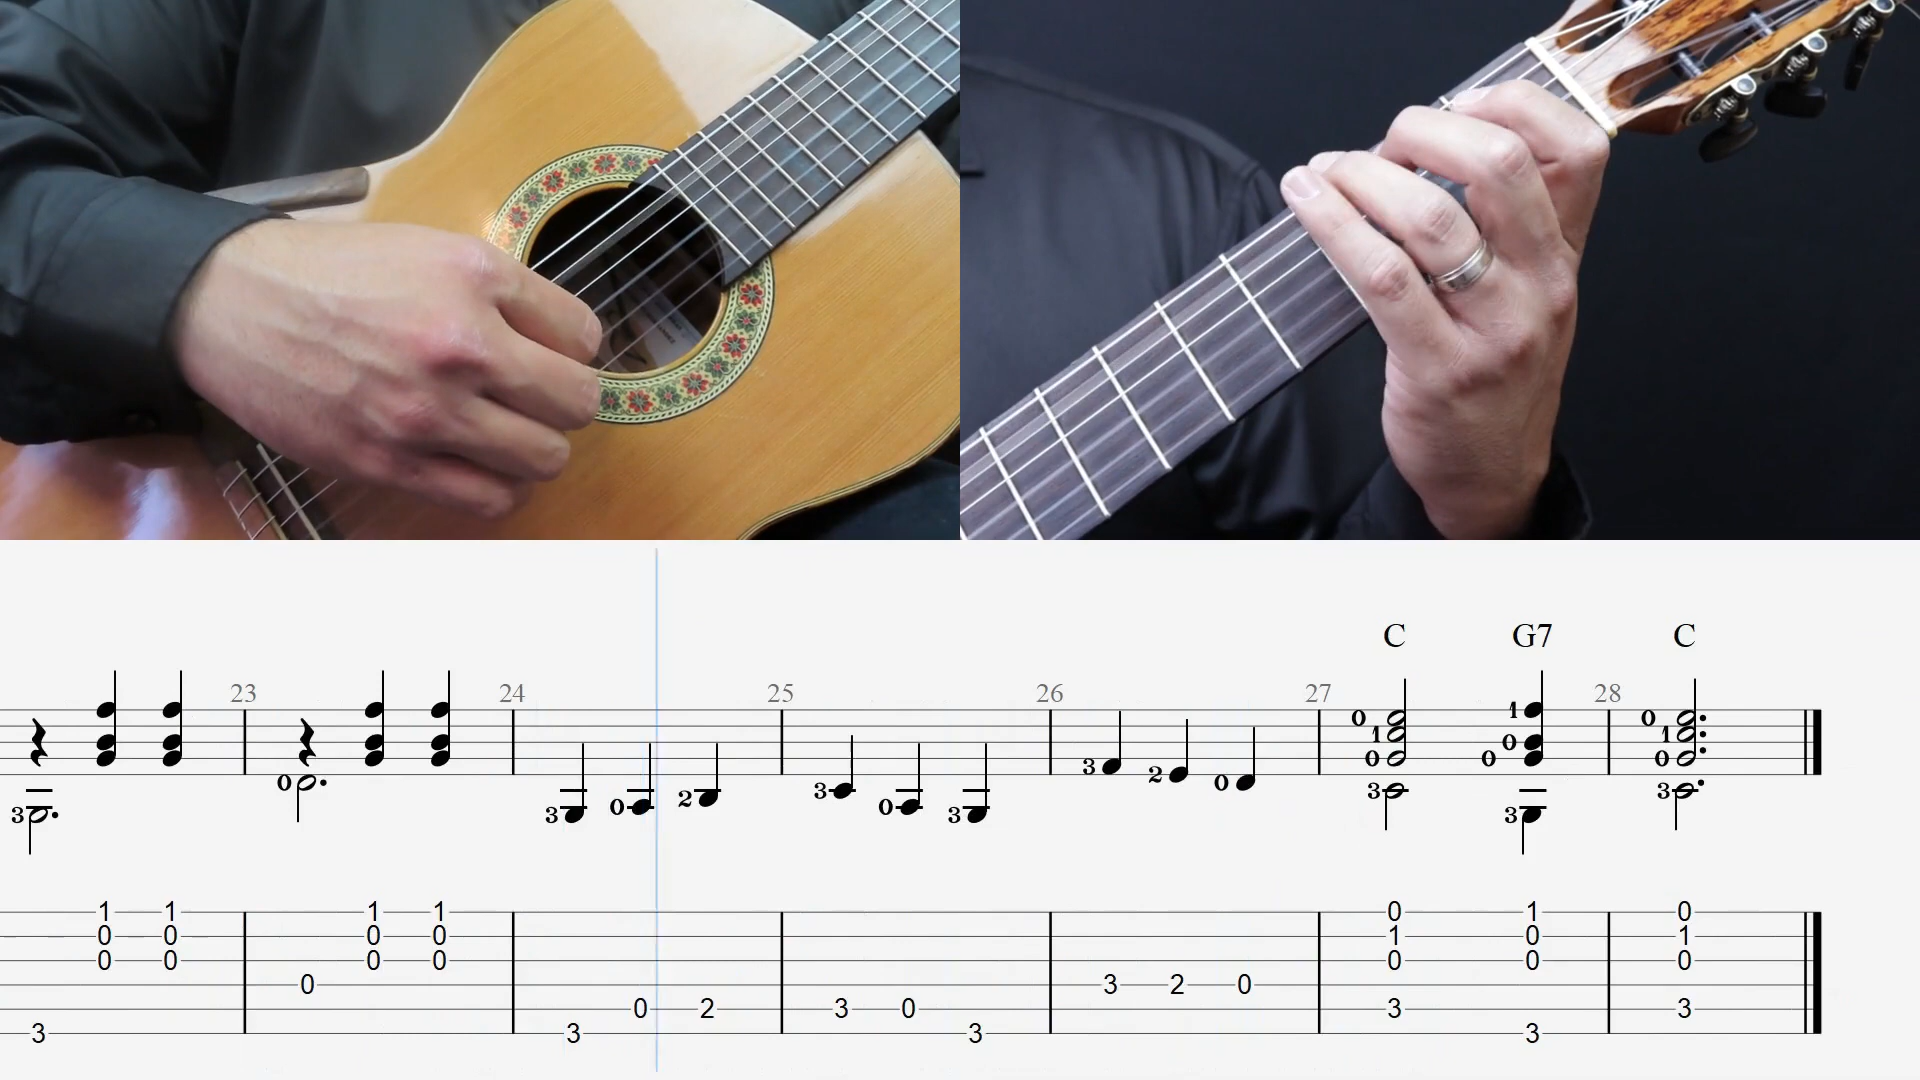 C G7 C
23 24 25 26 27 28
0 1 0
1 0 1
0 0 0
0 3 2 0
3 0 2 3 0 3 3 3
3 3
1 1 1 1 0 1 0
0 0 0 0 1 0 1
0 0 0 0 0 0 0
0 3 2 0
0 2 3 0 3 3
3 3 3 3